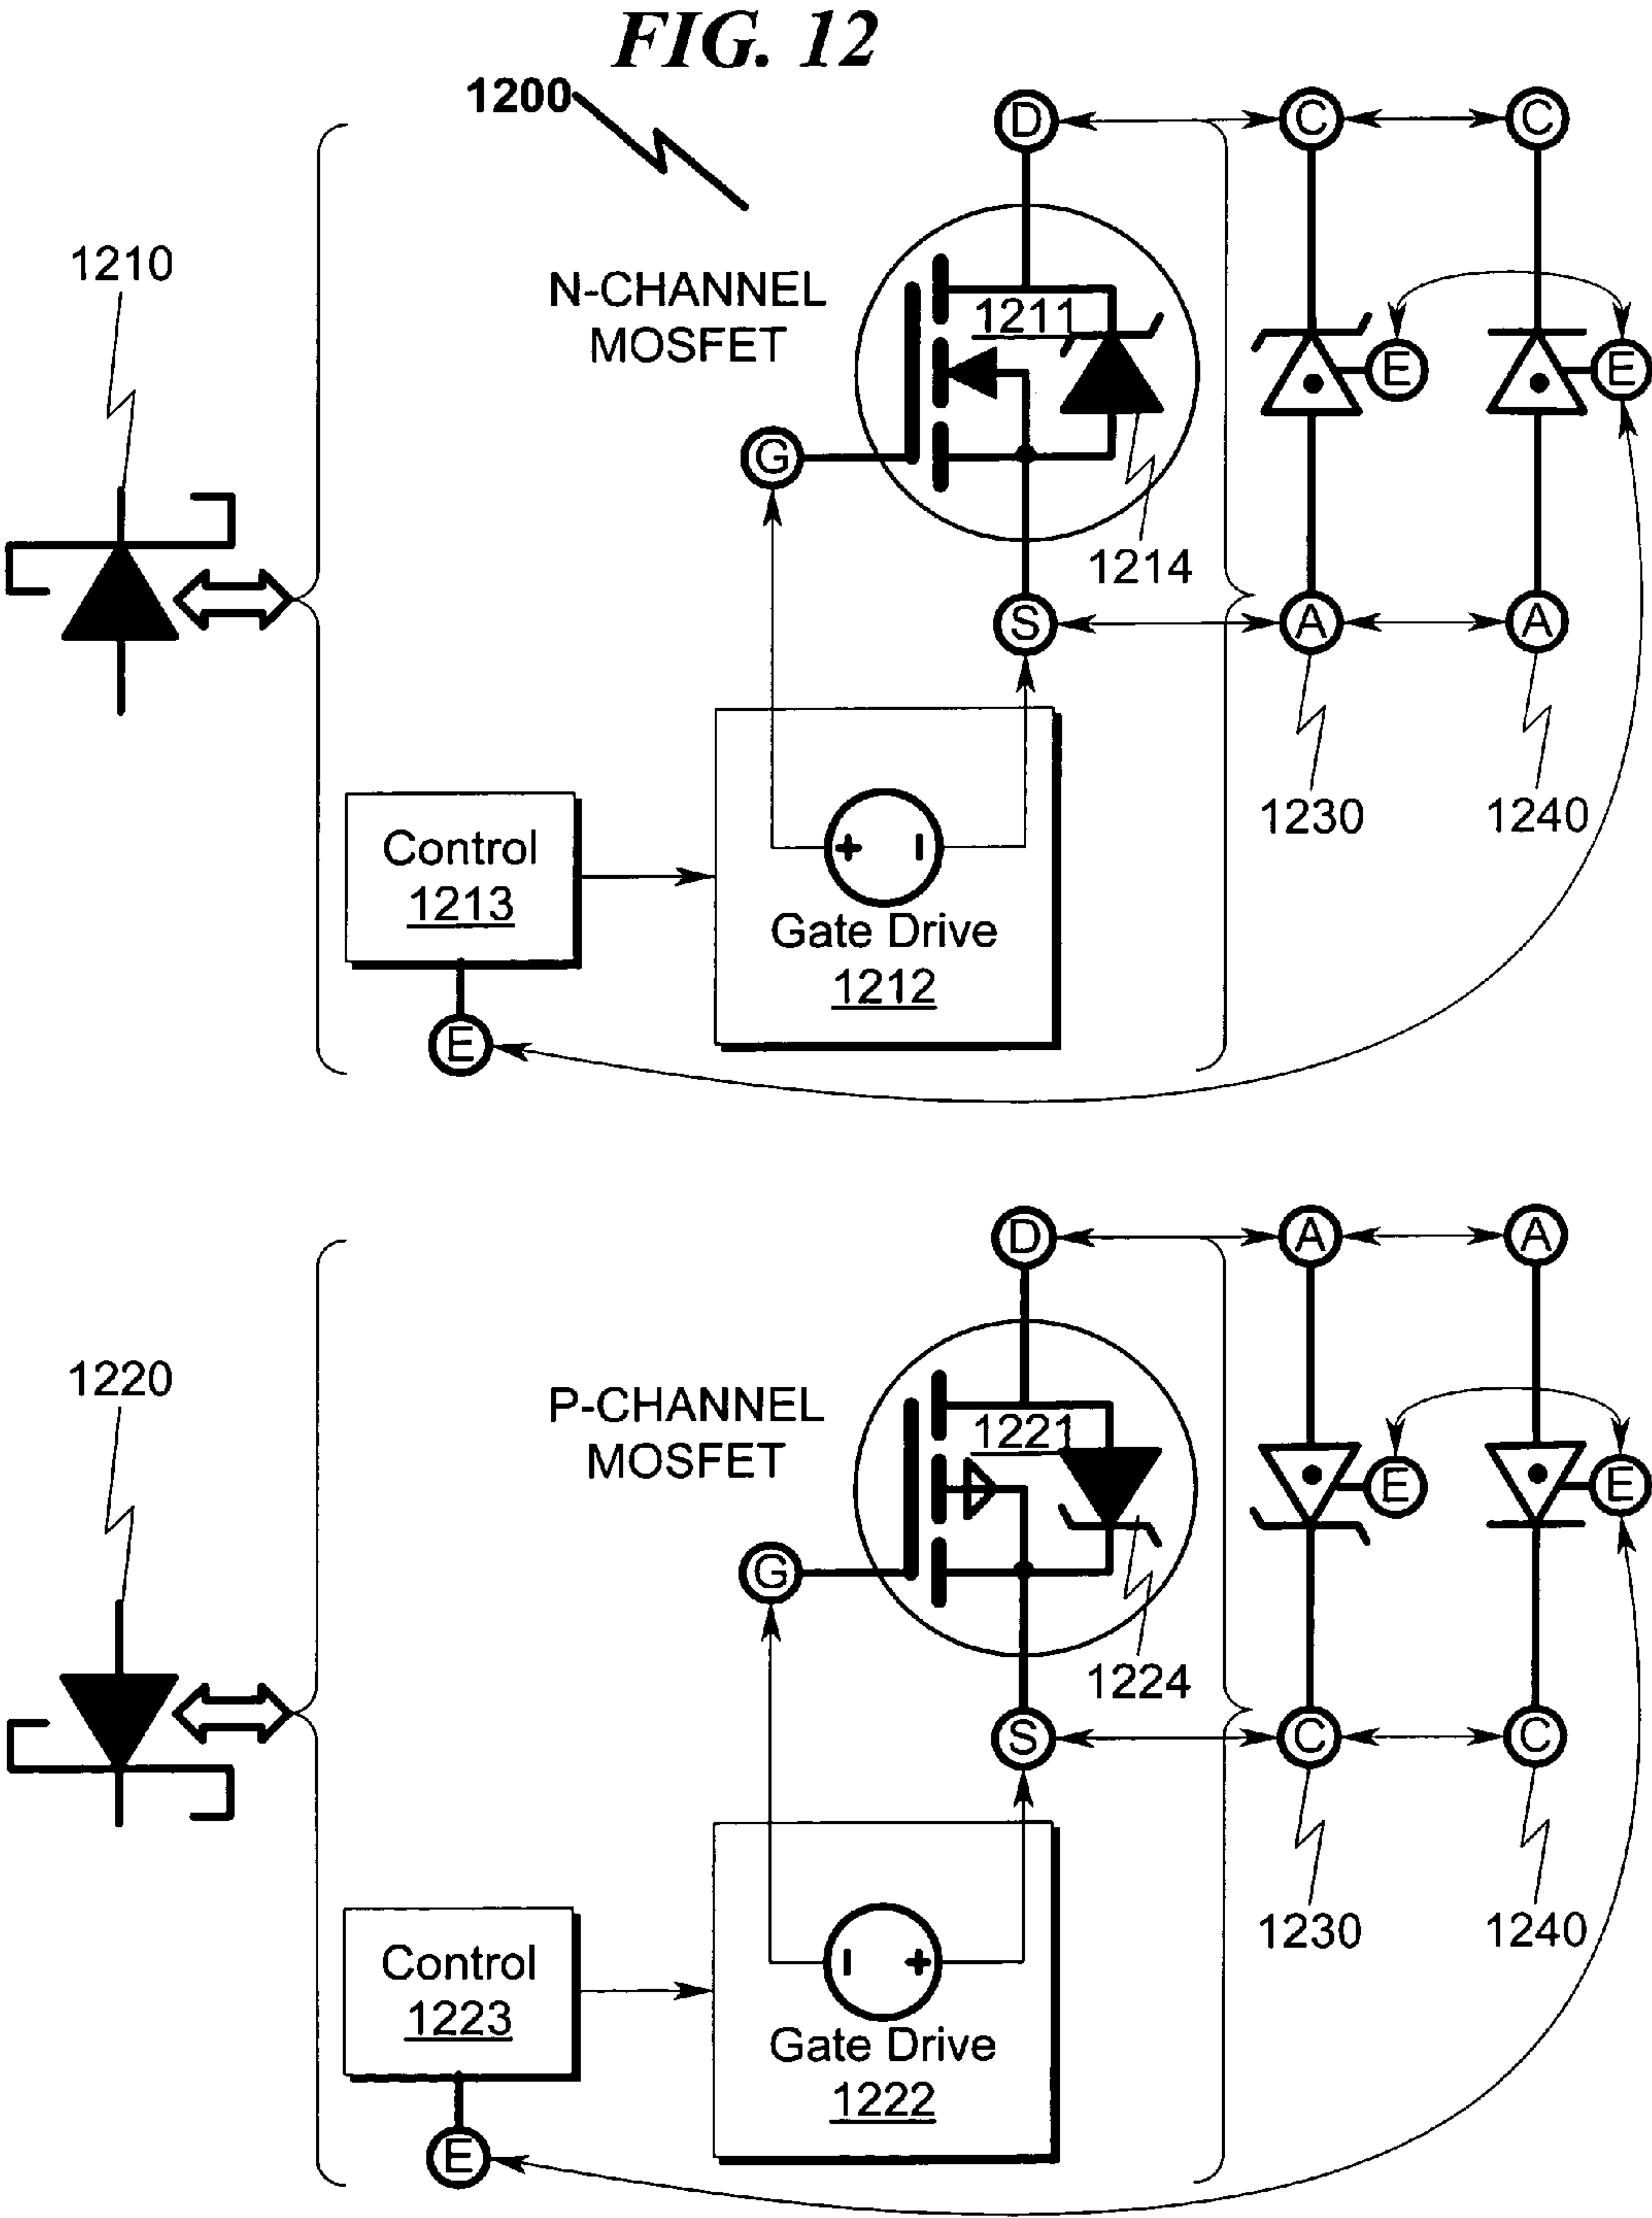 FIG. 12
1200
D
C
C
1210
N-CHANNEL
MOSFET
1211
E
E
G
1214
S
A
A
1230
1240
Control
1213
+
−
Gate Drive
1212
E
D
A
A
1220
P-CHANNEL
MOSFET
1221
E
E
G
1224
S
C
C
1230
1240
Control
1223
−
+
Gate Drive
1222
E